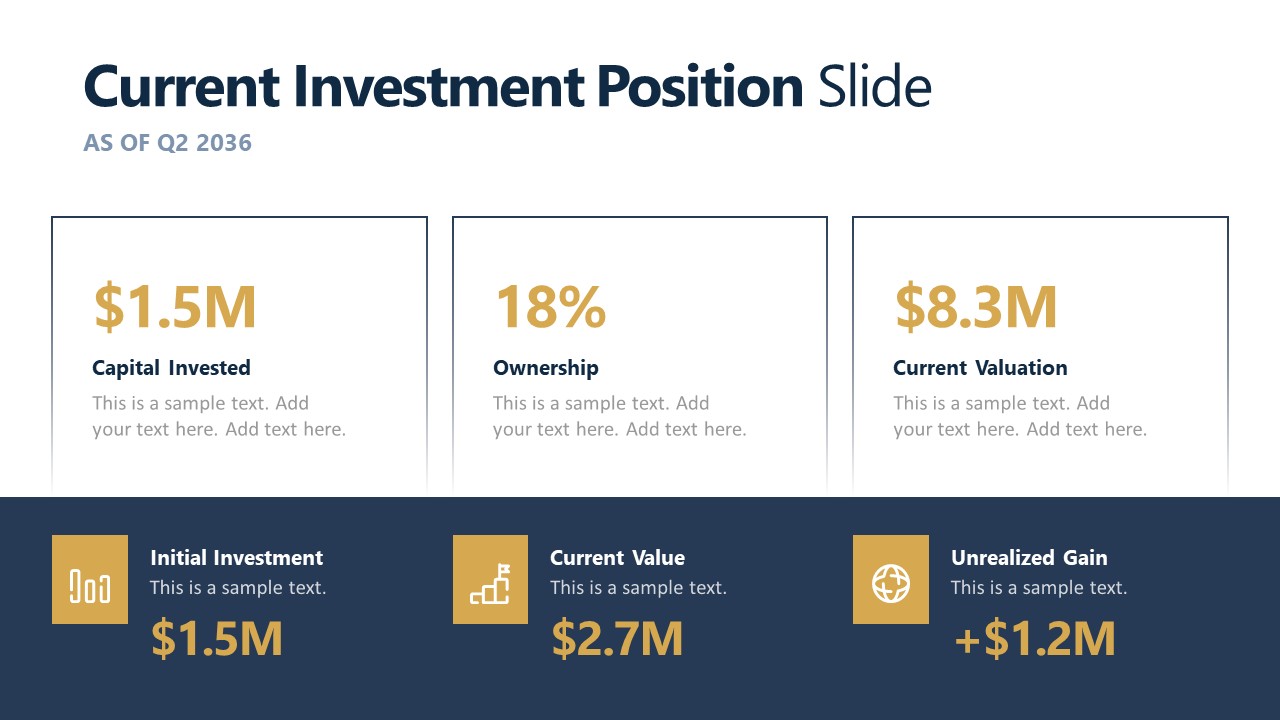 Current Investment Position Slide
AS OF Q2 2036
$1.5M
Capital Invested
This is a sample text. Add
your text here. Add text here.
18%
Ownership
This is a sample text. Add
your text here. Add text here.
$8.3M
Current Valuation
This is a sample text. Add
your text here. Add text here.
Initial Investment
This is a sample text.
$1.5M
Current Value
This is a sample text.
$2.7M
Unrealized Gain
This is a sample text.
+$1.2M